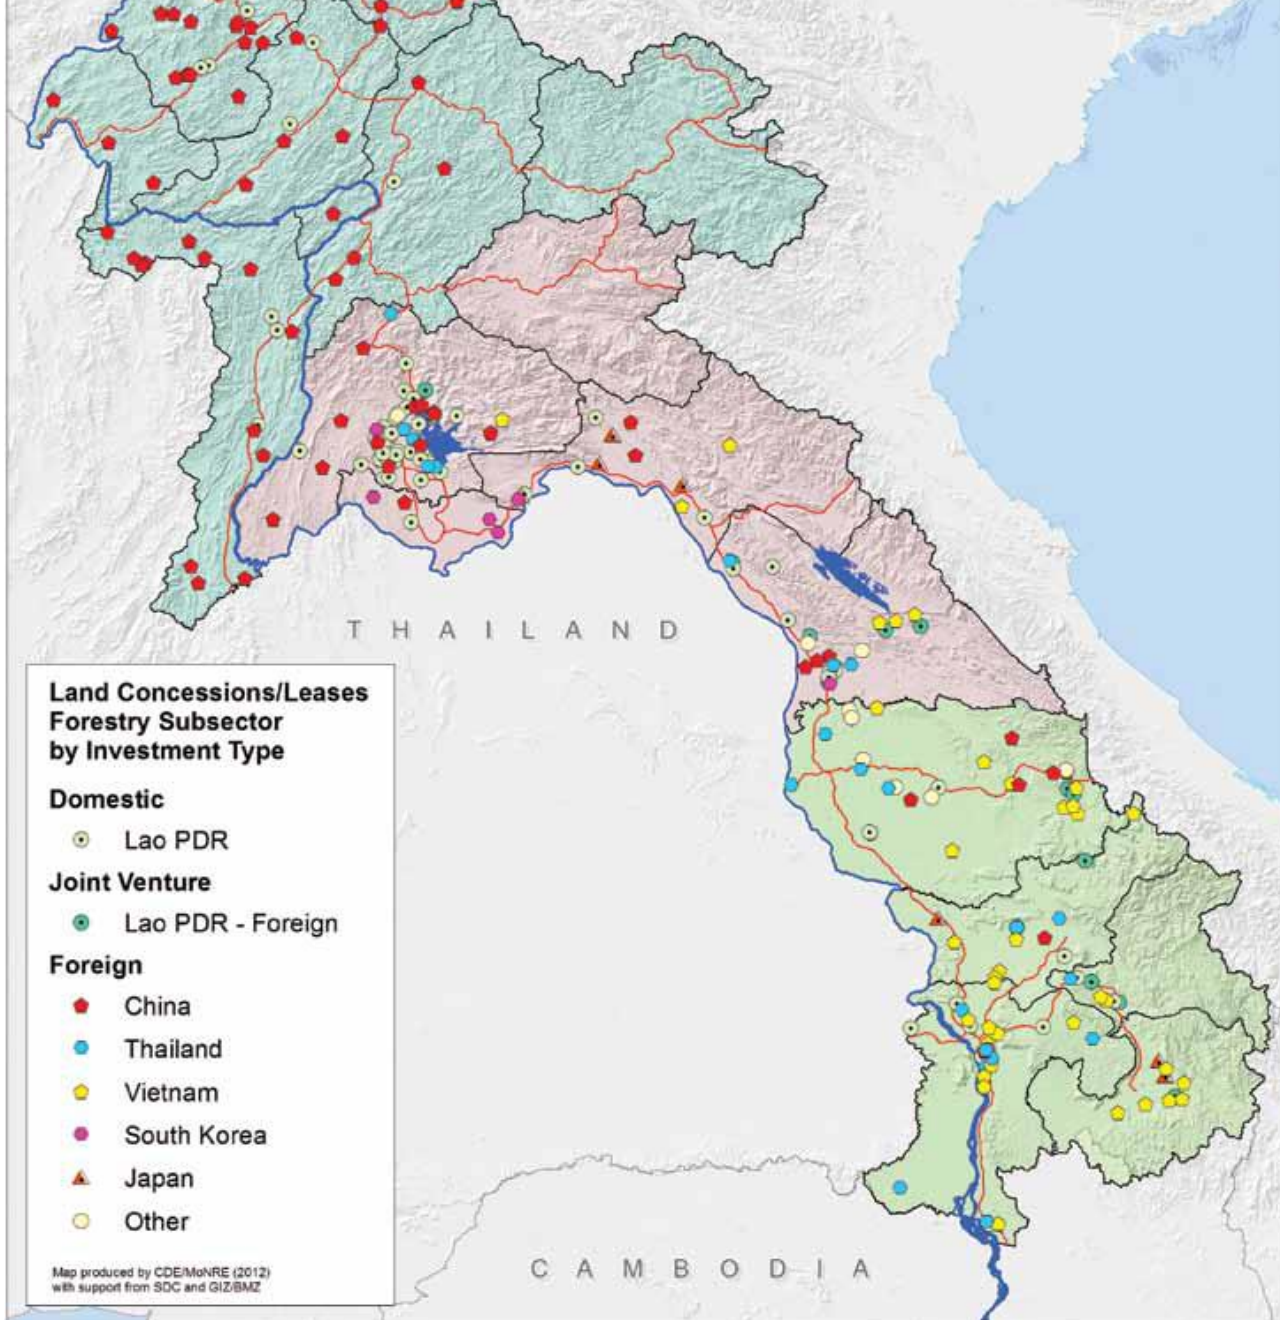 THAILAND
Land Concessions/Leases
Forestry Subsector
by Investment Type
Domestic
Lao PDR
Joint Venture
Lao PDR - Foreign
Foreign
China
Thailand
Vietnam
South Korea
Japan
Other
Map produced by CDE/MoNRE (2012)
with support from SDC and GIZ/BMZ
CAMBODIA